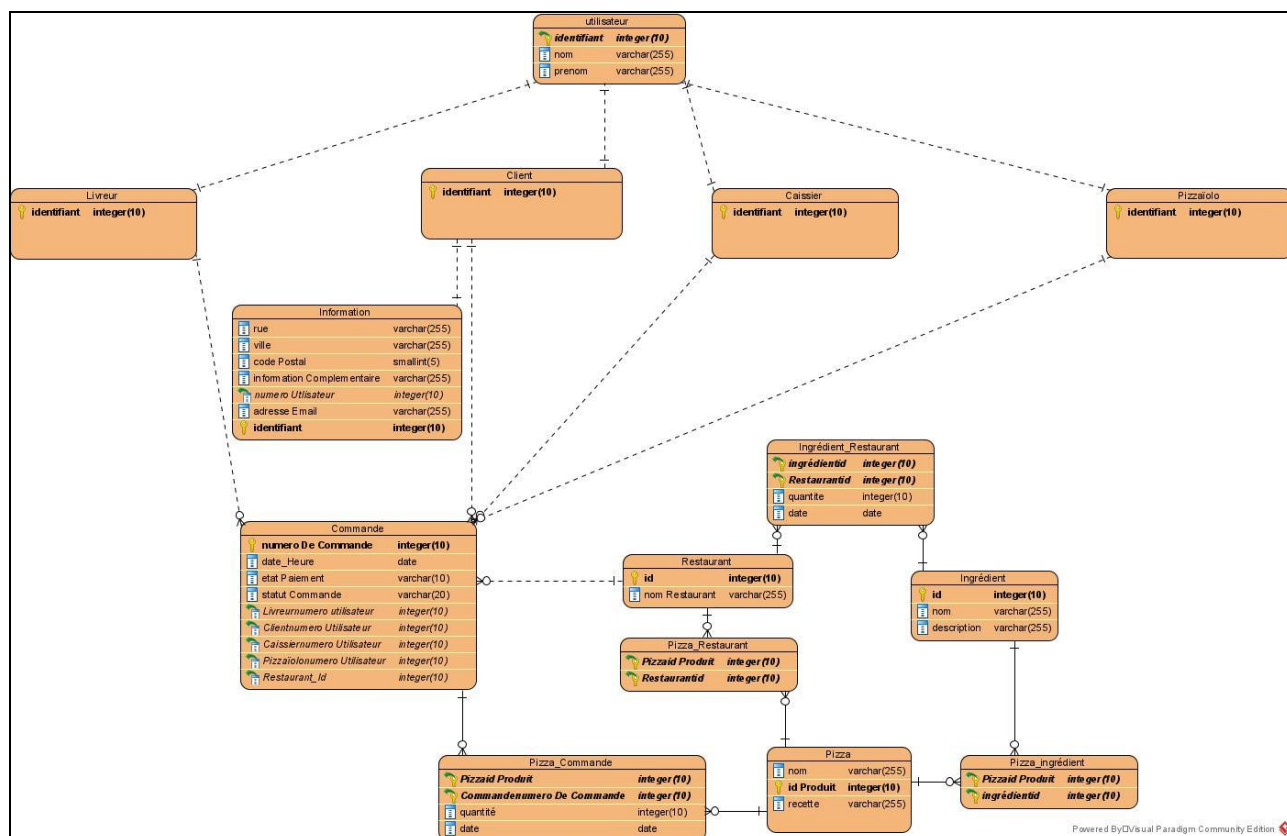 utilisateur
identifiant integer(10)
nom varchar(255)
prenom varchar(255)
Livreur
identifiant integer(10)
Client
identifiant integer(10)
Caissier
identifiant integer(10)
Pizzaïolo
identifiant integer(10)
Information
rue varchar(255)
ville varchar(255)
code Postal smallint(5)
information Complementaire varchar(255)
numero Utlisateur integer(10)
adresse Email varchar(255)
identifiant integer(10)
Ingrédient_Restaurant
ingrédientid integer(10)
Restaurantid integer(10)
quantite integer(10)
date date
Commande
numero De Commande integer(10)
date_Heure date
etat Paiement varchar(10)
statut Commande varchar(20)
Livreurnumero utilisateur integer(10)
Clientnumero Utilisateur integer(10)
Caissiernumero Utilisateur integer(10)
Pizzaïolonumero Utilisateur integer(10)
Restaurant_Id integer(10)
Restaurant
id integer(10)
nom Restaurant varchar(255)
Ingrédient
id integer(10)
nom varchar(255)
description varchar(255)
Pizza_Restaurant
Pizzaid Produit integer(10)
Restaurantid integer(10)
Pizza_Commande
Pizzaid Produit integer(10)
Commandenumero De Commande integer(10)
quantité integer(10)
date date
Pizza
nom varchar(255)
id Produit integer(10)
recette varchar(255)
Pizza_ingrédient
Pizzaid Produit integer(10)
ingrédientid integer(10)
Powered By Visual Paradigm Community Edition